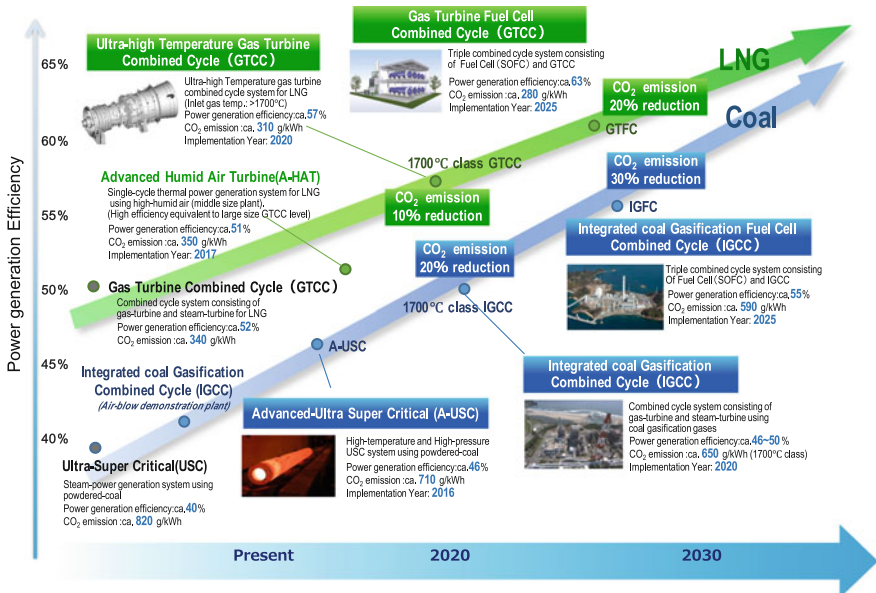 Power generation Efficiency
65%
60%
55%
50%
45%
40%
Ultra-high Temperature Gas Turbine
Combined Cycle（GTCC）
Ultra-high Temperature gas turbine
combined cycle system for LNG
(Inlet gas temp.: >1700℃)
Power generation efficiency:ca.57%
CO2 emission :ca. 310 g/kWh
Implementation Year: 2020
Gas Turbine Fuel Cell
Combined Cycle（GTCC）
Triple combined cycle system consisting
of Fuel Cell (SOFC) and GTCC
Power generation efficiency:ca.63%
CO2 emission :ca. 280 g/kWh
Implementation Year: 2025
LNG
CO2 emission
20% reduction
GTFC
Coal
1700℃ class GTCC
CO2 emission
10% reduction
CO2 emission
30% reduction
IGFC
Advanced Humid Air Turbine(A-HAT)
Single-cycle thermal power generation system for LNG
using high-humid air (middle size plant).
(High efficiency equivalent to large size GTCC level)
Power generation efficiency:ca.51%
CO2 emission :ca. 350 g/kWh
Implementation Year: 2017
CO2 emission
20% reduction
1700℃ class IGCC
Integrated coal Gasification Fuel Cell
Combined Cycle（IGCC）
Triple combined cycle system consisting
Of Fuel Cell (SOFC) and IGCC
Power generation efficiency:ca.55%
CO2 emission :ca. 590 g/kWh
Implementation Year: 2025
Gas Turbine Combined Cycle（GTCC）
Combined cycle system consisting of
gas-turbine and steam-turbine for LNG
Power generation efficiency:ca.52%
CO2 emission :ca. 340 g/kWh
A-USC
Integrated coal Gasification
Combined Cycle（IGCC）
(Air-blow demonstration plant)
Integrated coal Gasification
Combined Cycle（IGCC）
Combined cycle system consisting of
gas-turbine and steam-turbine using
coal gasification gases
Power generation efficiency:ca.46~50 %
CO2 emission :ca. 650 g/kWh (1700℃ class)
Implementation Year: 2020
Advanced-Ultra Super Critical (A-USC)
High-temperature and High-pressure
USC system using powdered-coal
Power generation efficiency:ca.46%
CO2 emission :ca. 710 g/kWh
Implementation Year: 2016
Ultra-Super Critical(USC)
Steam-power generation system using
powdered-coal
Power generation efficiency:ca.40%
CO2 emission :ca. 820 g/kWh
Present
2020
2030